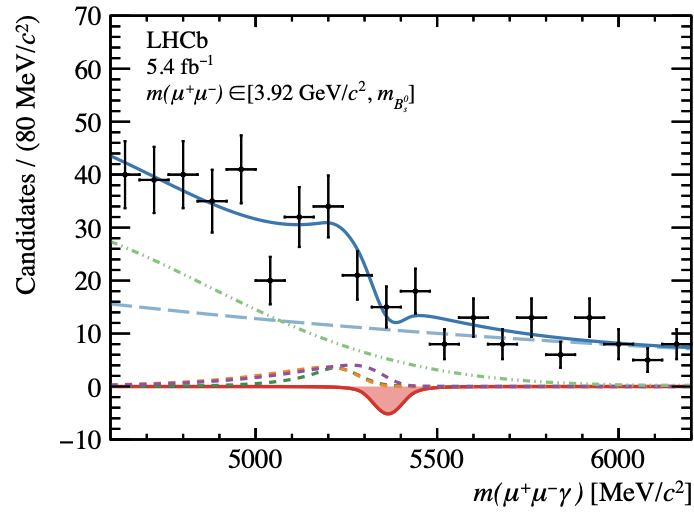 70
60
50
40
30
20
10
0
−10
Candidates / (80 MeV/c²)
LHCb
5.4 fb⁻¹
m(μ⁺μ⁻) ∈[3.92 GeV/c², m_{B_s^0}]
5000 5500 6000
m(μ⁺μ⁻γ) [MeV/c²]